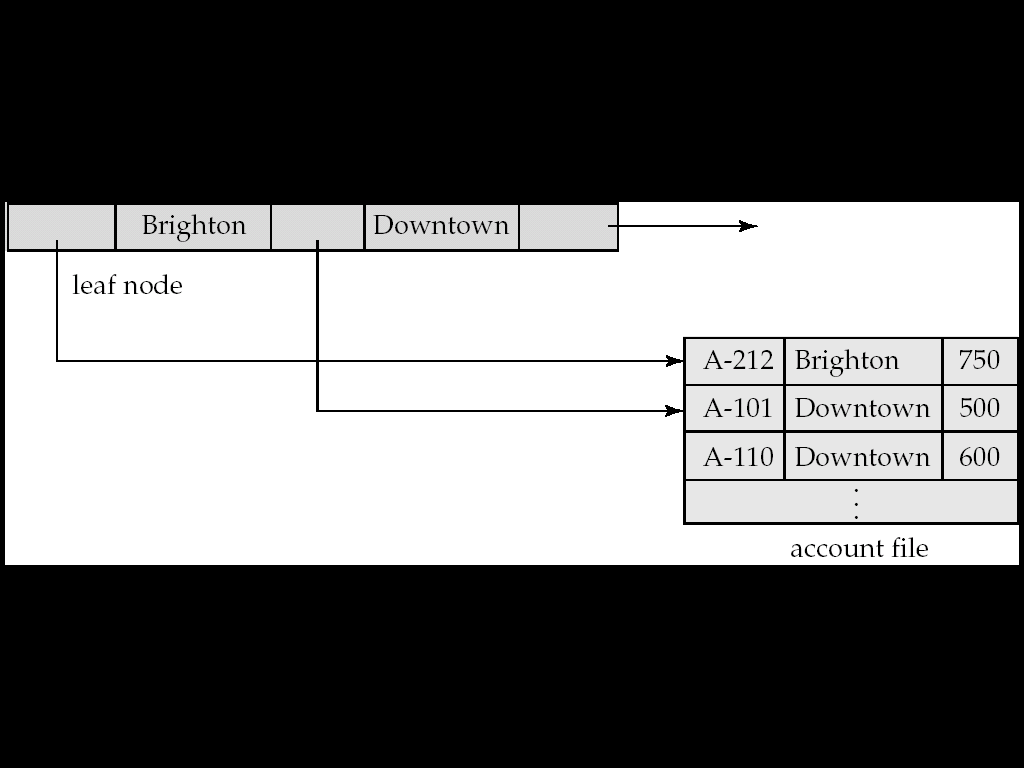 Brighton Downtown
leaf node
A-212 Brighton 750
A-101 Downtown 500
A-110 Downtown 600
⋮
account file